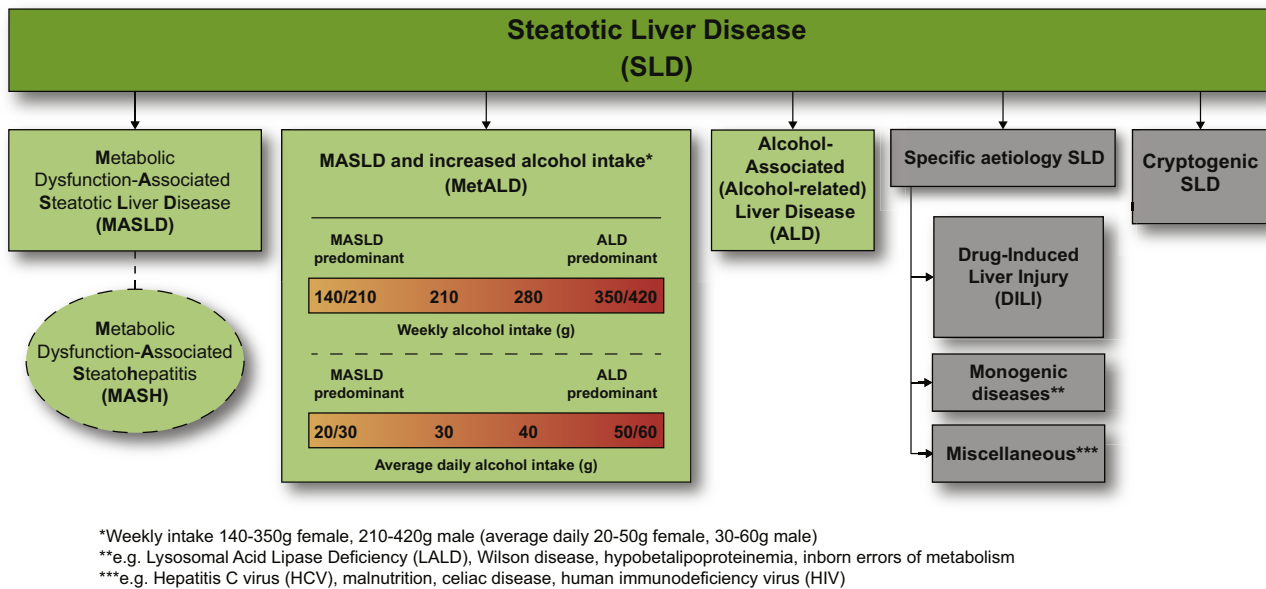 Steatotic Liver Disease
(SLD)
Metabolic
Dysfunction-Associated
Steatotic Liver Disease
(MASLD)
Metabolic
Dysfunction-Associated
Steatohepatitis
(MASH)
MASLD and increased alcohol intake*
(MetALD)
MASLD predominant
ALD predominant
140/210 210 280 350/420
Weekly alcohol intake (g)
MASLD predominant
ALD predominant
20/30 30 40 50/60
Average daily alcohol intake (g)
Alcohol-
Associated
(Alcohol-related)
Liver Disease
(ALD)
Specific aetiology SLD
Drug-Induced
Liver Injury
(DILI)
Monogenic
diseases**
Miscellaneous***
Cryptogenic
SLD
*Weekly intake 140-350g female, 210-420g male (average daily 20-50g female, 30-60g male)
**e.g. Lysosomal Acid Lipase Deficiency (LALD), Wilson disease, hypobetalipoproteinemia, inborn errors of metabolism
***e.g. Hepatitis C virus (HCV), malnutrition, celiac disease, human immunodeficiency virus (HIV)